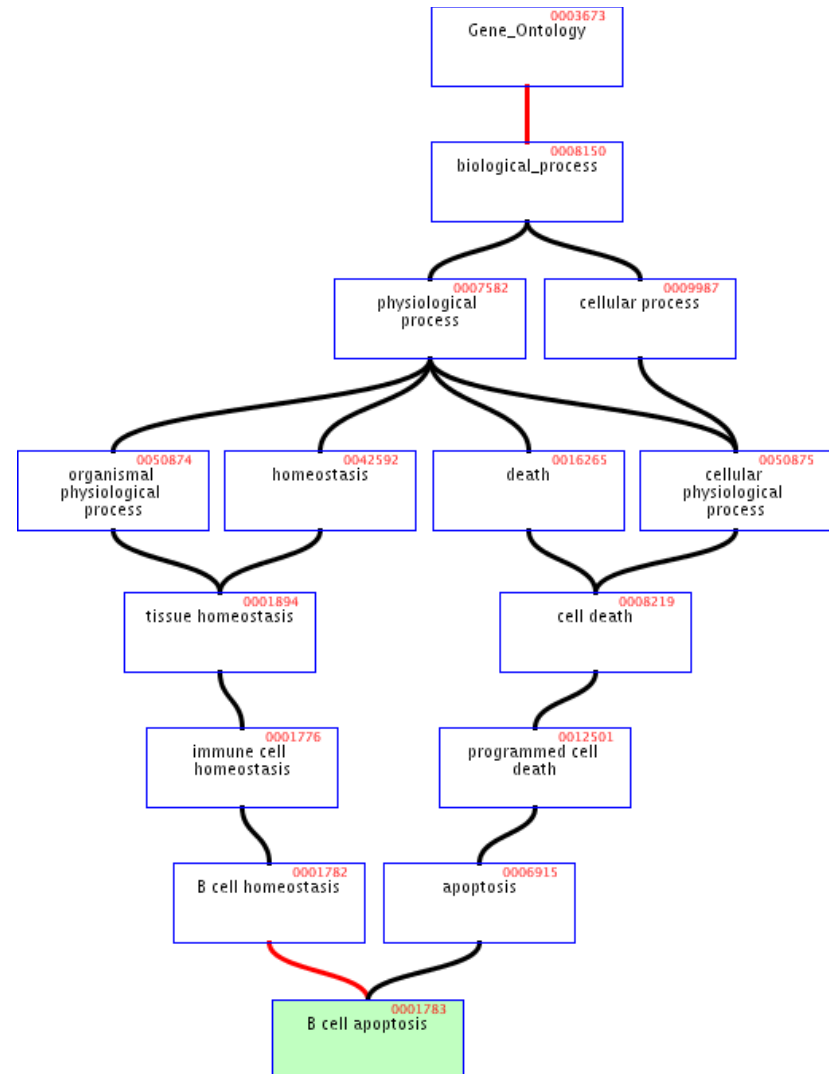 0003673
Gene_Ontology
0008150
biological_process
0007582
physiological
process
0009987
cellular process
0050874
organismal
physiological
process
0042592
homeostasis
0016265
death
0050875
cellular
physiological
process
0001894
tissue homeostasis
0008219
cell death
0001776
immune cell
homeostasis
0012501
programmed cell
death
0001782
B cell homeostasis
0006915
apoptosis
0001783
B cell apoptosis